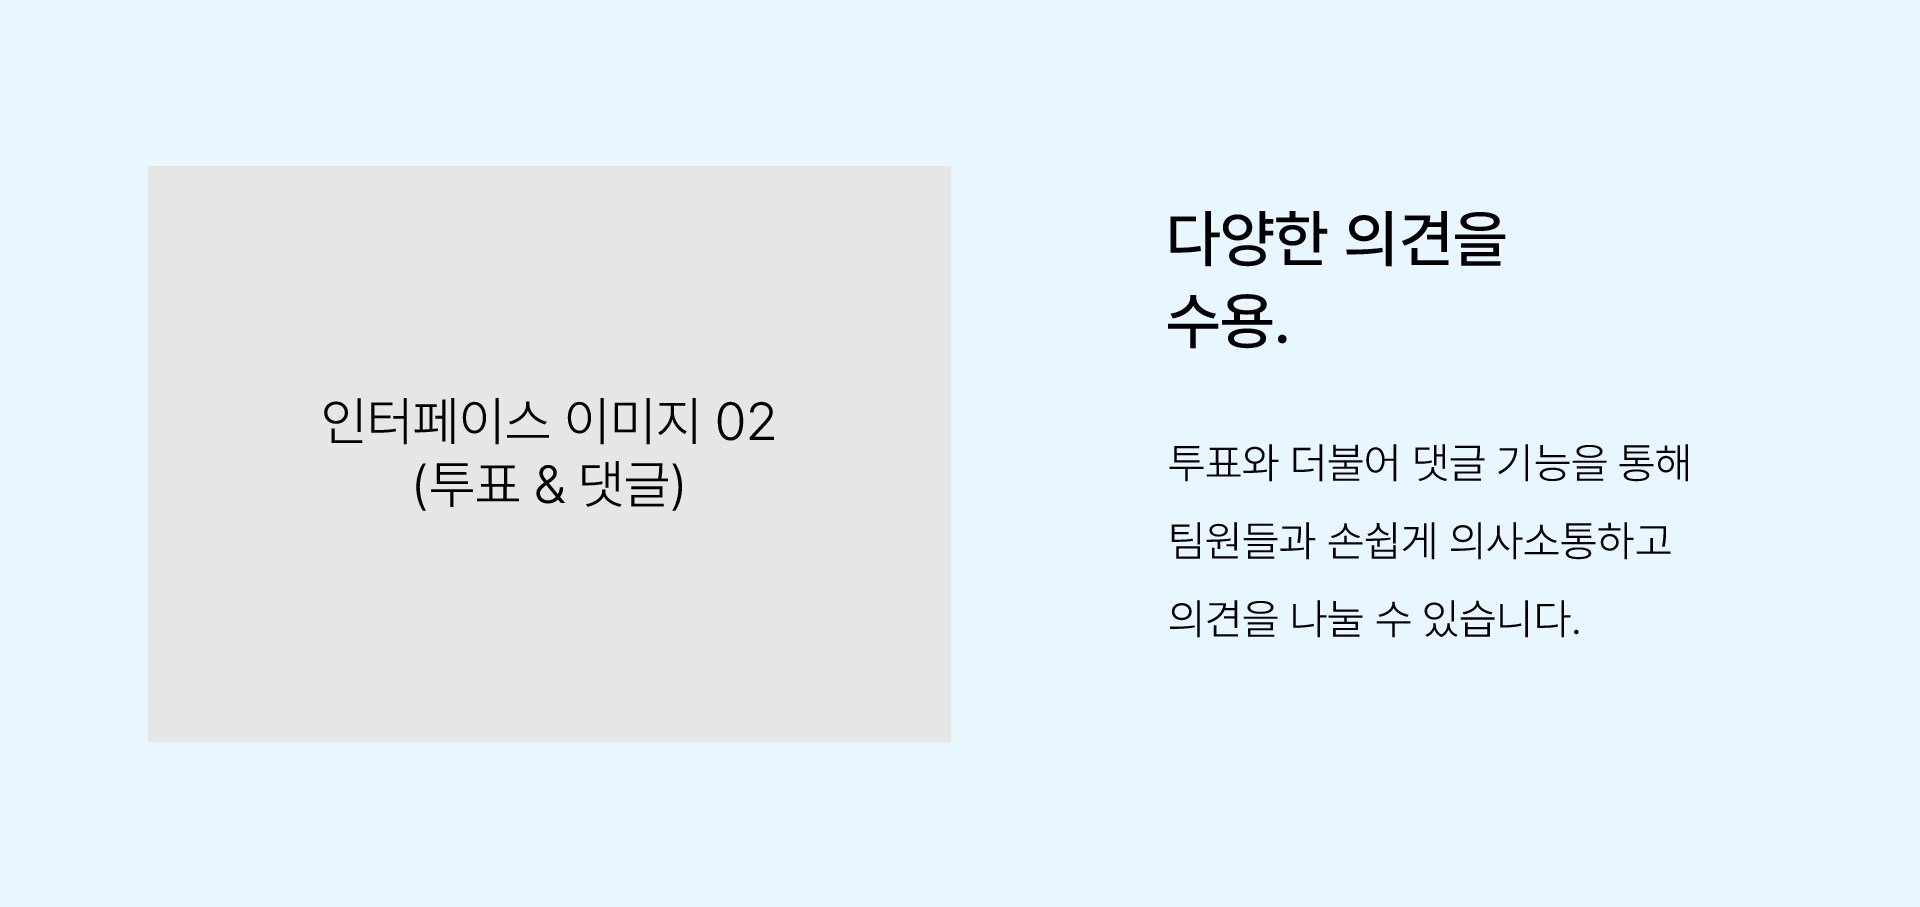 인터페이스 이미지 02
(투표 & 댓글)
다양한 의견을
수용.
투표와 더불어 댓글 기능을 통해
팀원들과 손쉽게 의사소통하고
의견을 나눌 수 있습니다.